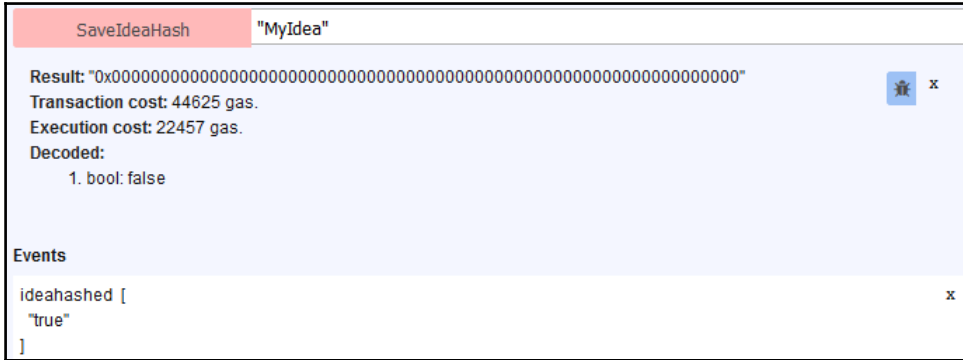 SaveIdeaHash "MyIdea"
Result: "0x0000000000000000000000000000000000000000000000000000000000000000"
x
Transaction cost: 44625 gas.
Execution cost: 22457 gas.
Decoded:
1. bool: false
Events
ideahashed [
x
"true"
]